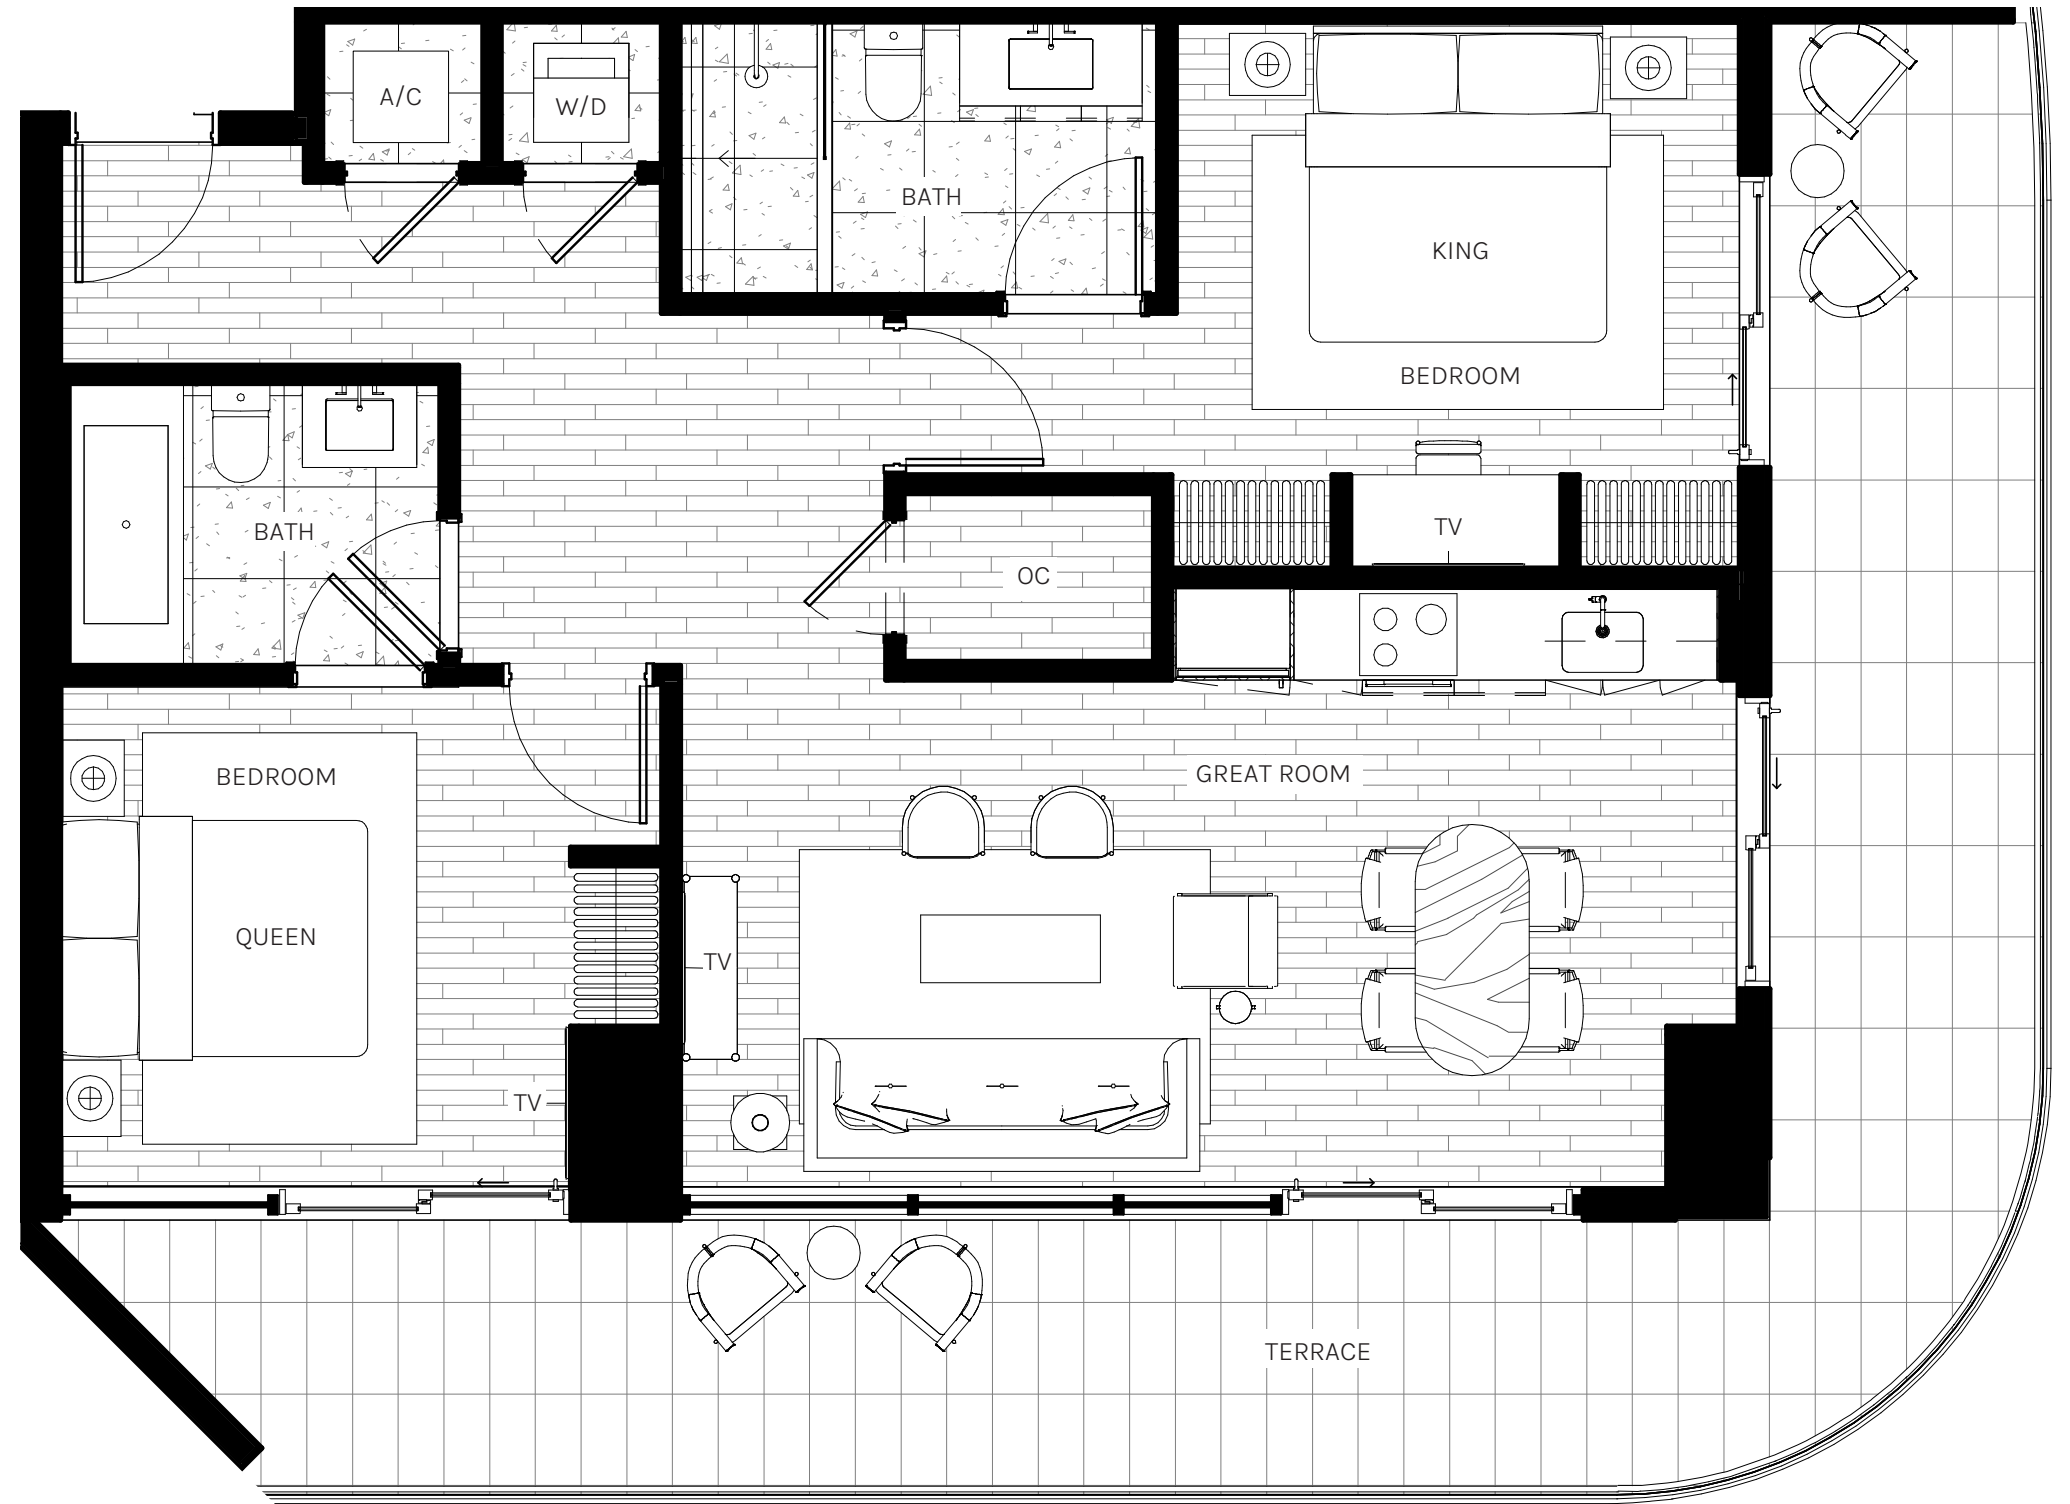 A/C
W/D
BATH
KING
BEDROOM
BATH
TV
OC
BEDROOM
GREAT ROOM
QUEEN
TV
TV
TERRACE